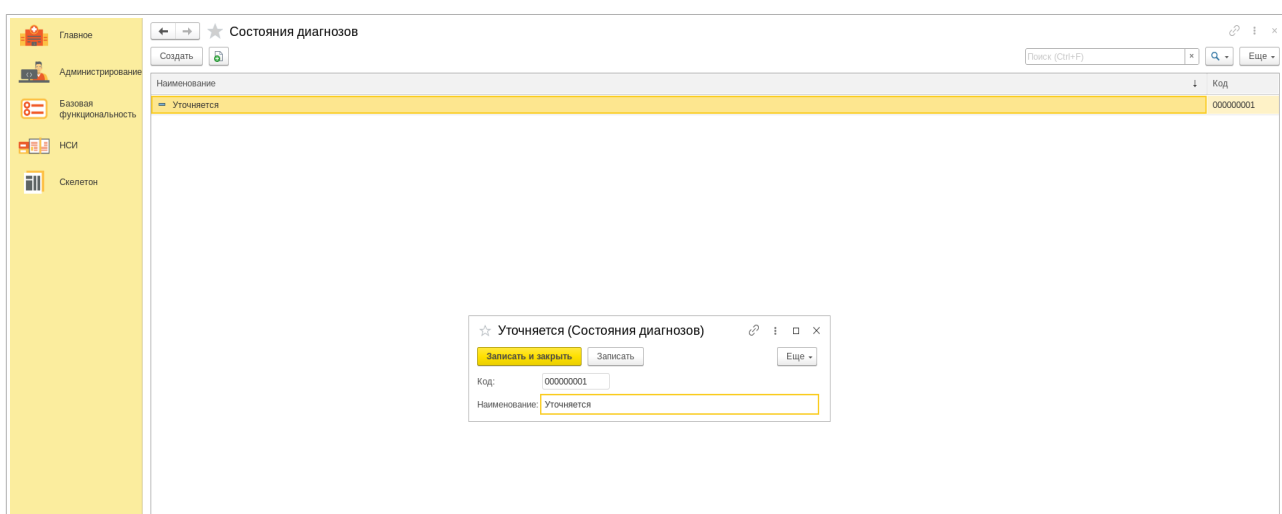 Главное
Администрирование
Базовая
функциональность
НСИ
Скелетон
Состояния диагнозов
Создать
Поиск (Ctrl+F)
×
Еще
Наименование ↓ Код
Уточняется 000000001
Уточняется (Состояния диагнозов)
Записать и закрыть Записать Еще
Код: 000000001
Наименование: Уточняется